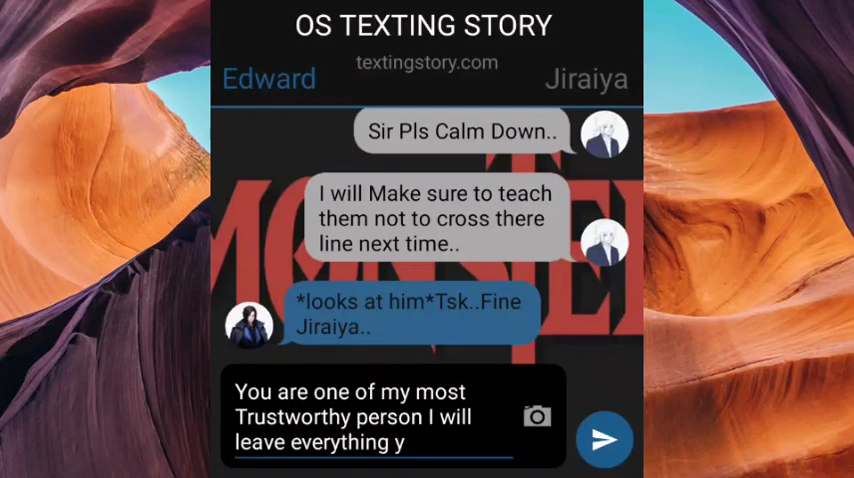 OS TEXTING STORY
textingstory.com
Edward
Jiraiya
Sir Pls Calm Down..
I will Make sure to teach
them not to cross there
line next time..
MONSTER
*looks at him*Tsk..Fine
Jiraiya..
You are one of my most
Trustworthy person I will
leave everything y